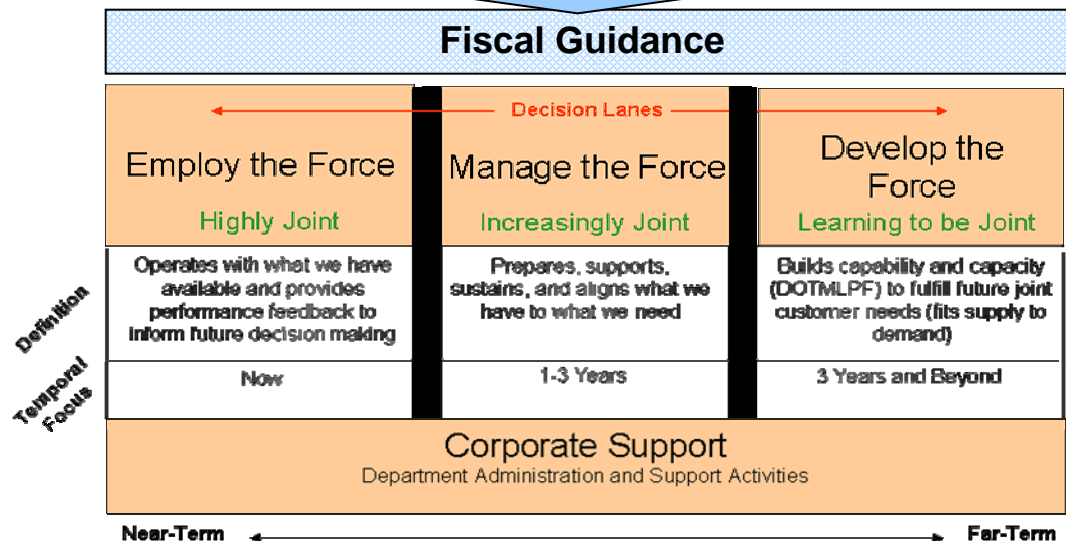 Fiscal Guidance
Decision Lanes
Employ the Force
Highly Joint
Manage the Force
Increasingly Joint
Develop the
Force
Learning to be Joint
Definition
Operates with what we have
available and provides
performance feedback to
inform future decision making
Prepares, supports,
sustains, and aligns what we
have to what we need
Builds capability and capacity
(DOTMLPF) to fulfill future joint
customer needs (fits supply to
demand)
Temporal
Focus
Now
1-3 Years
3 Years and Beyond
Corporate Support
Department Administration and Support Activities
Near-Term
Far-Term